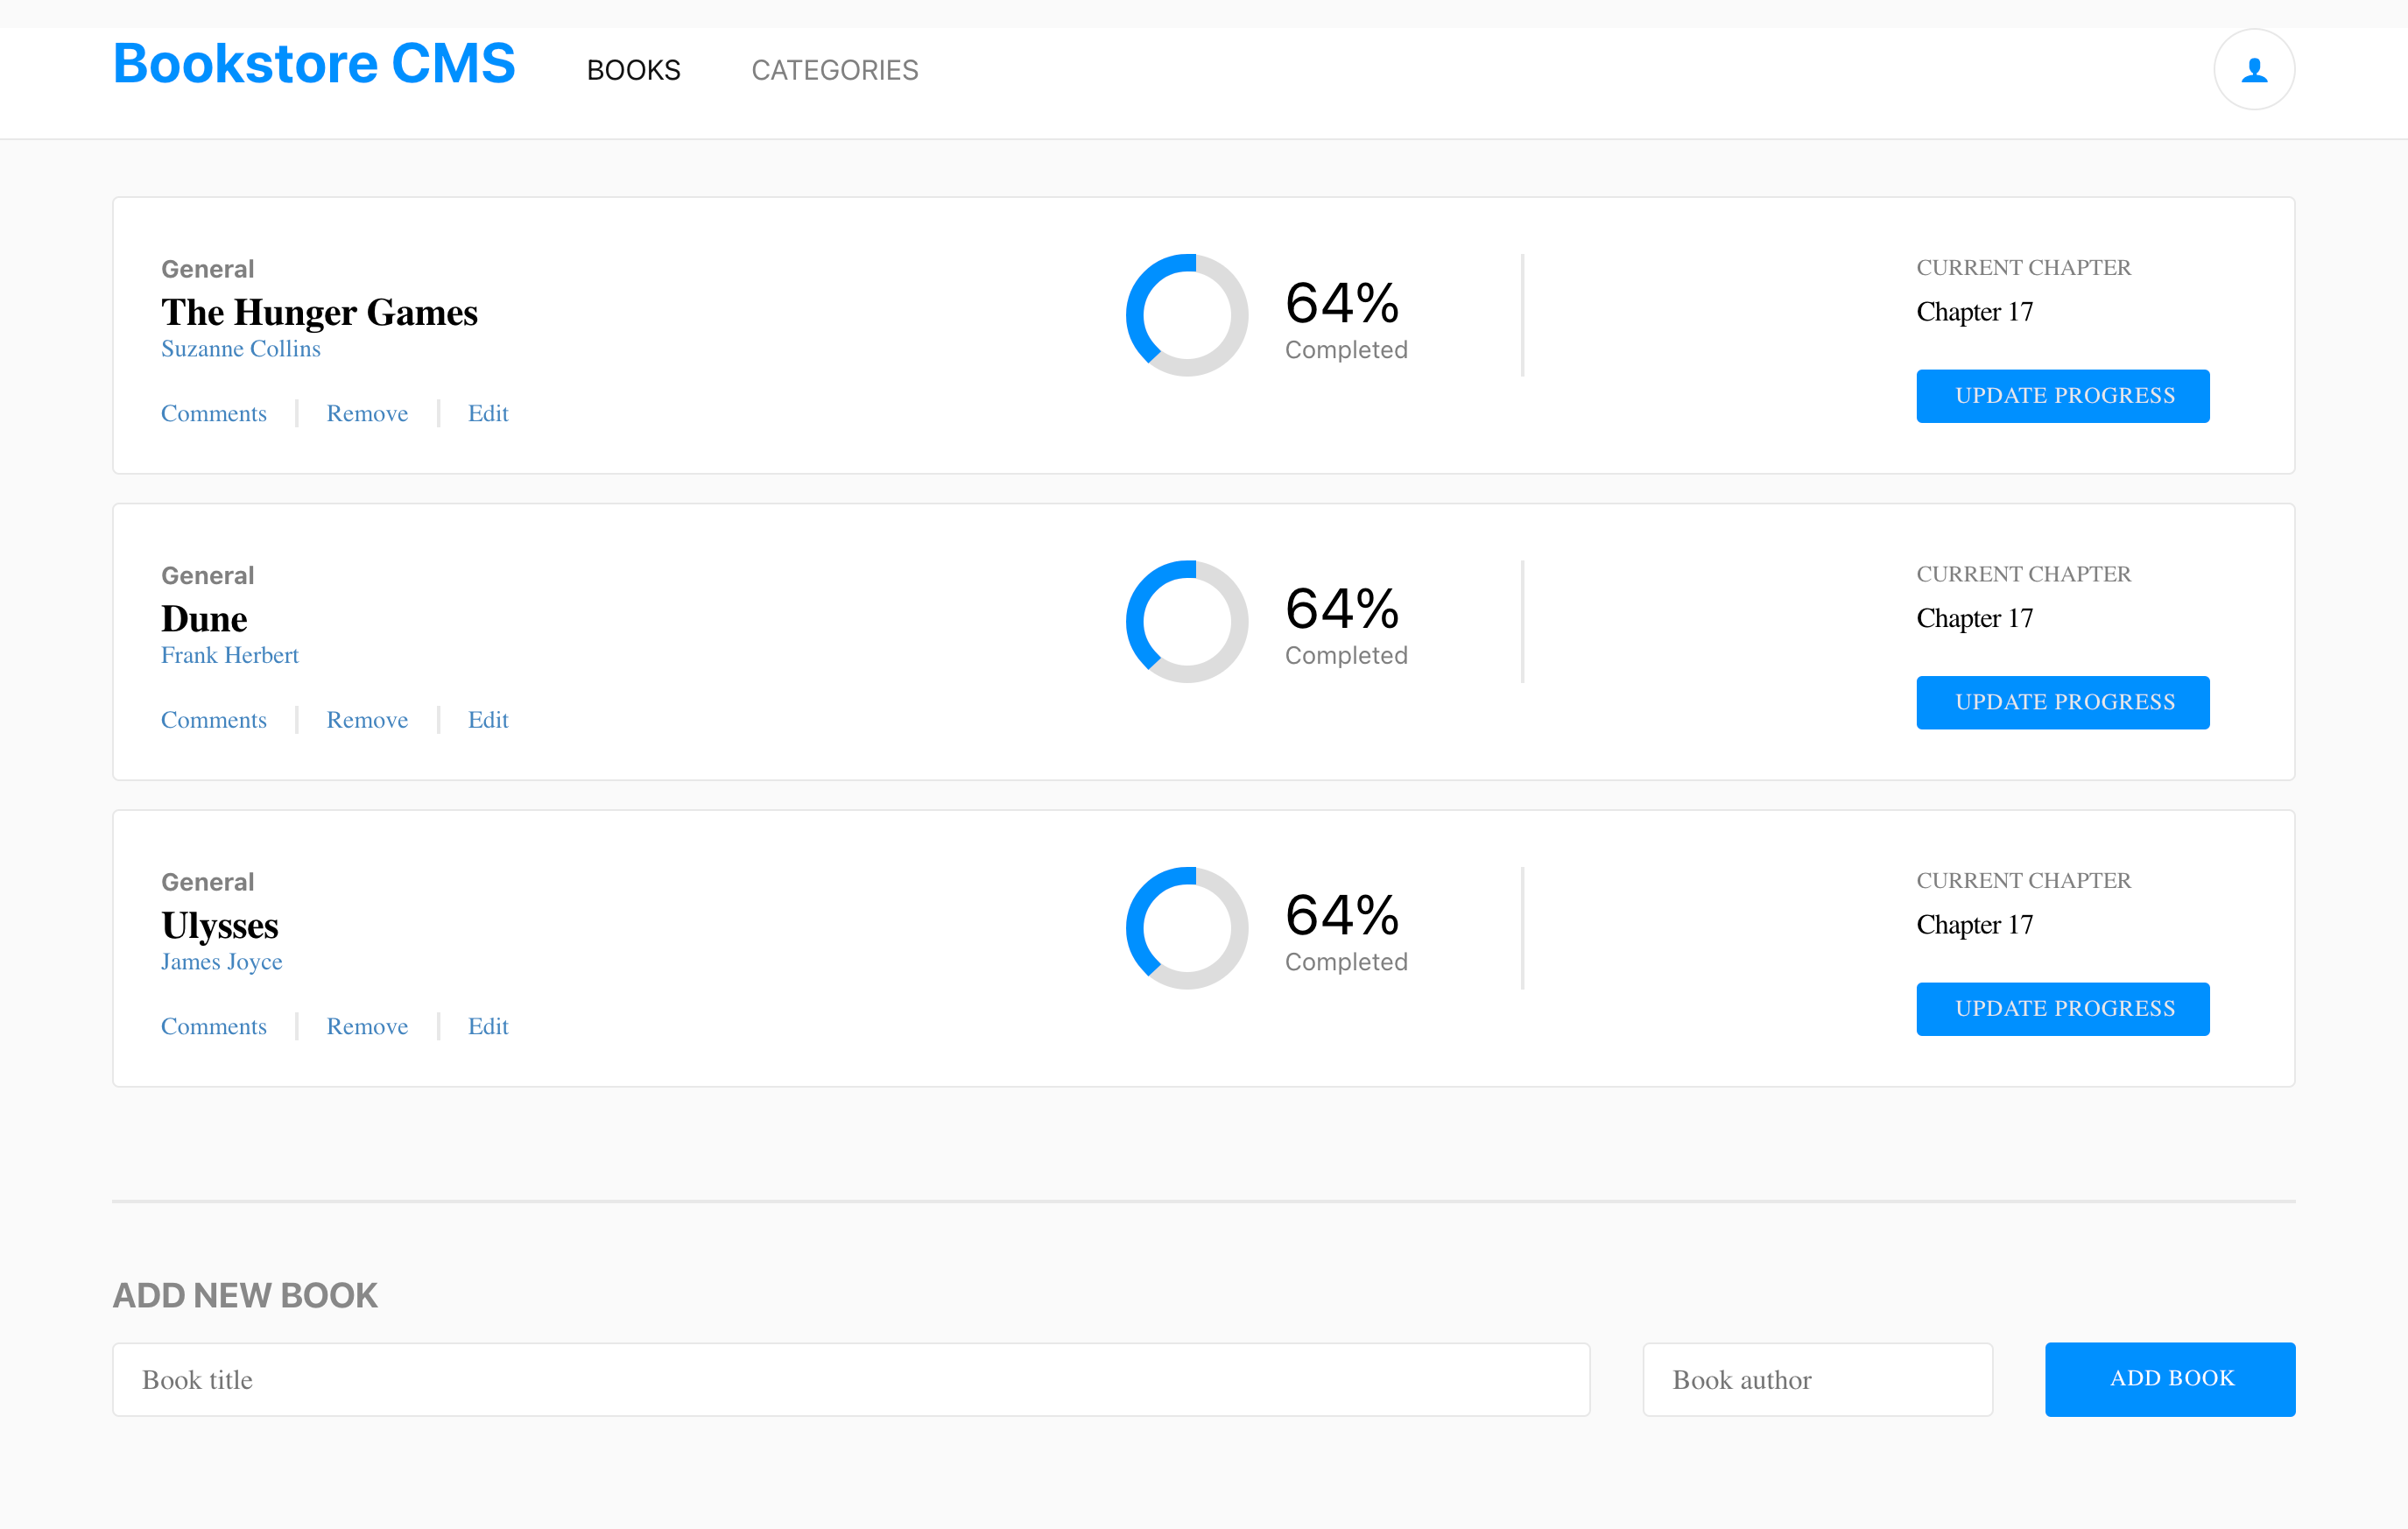 Bookstore CMS BOOKS CATEGORIES
General
The Hunger Games
Suzanne Collins
Comments Remove Edit
64%
Completed
CURRENT CHAPTER
Chapter 17
UPDATE PROGRESS
General
Dune
Frank Herbert
Comments Remove Edit
64%
Completed
CURRENT CHAPTER
Chapter 17
UPDATE PROGRESS
General
Ulysses
James Joyce
Comments Remove Edit
64%
Completed
CURRENT CHAPTER
Chapter 17
UPDATE PROGRESS
ADD NEW BOOK
Book title Book author ADD BOOK